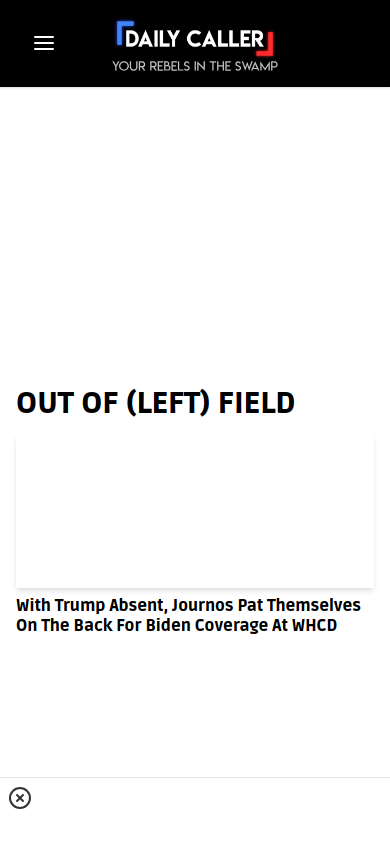 DAILY CALLER
YOUR REBELS IN THE SWAMP
OUT OF (LEFT) FIELD
With Trump Absent, Journos Pat Themselves
On The Back For Biden Coverage At WHCD